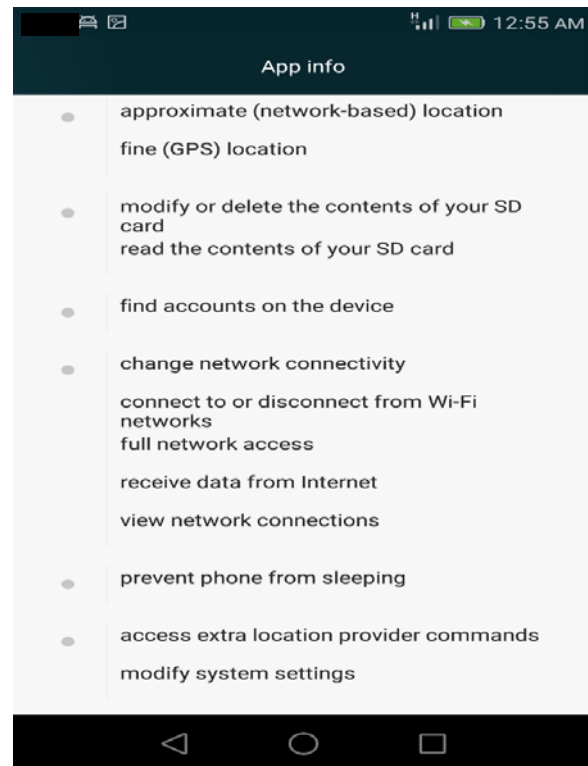 H
12:55 AM
App info
approximate (network-based) location
fine (GPS) location
modify or delete the contents of your SD
card
read the contents of your SD card
find accounts on the device
change network connectivity
connect to or disconnect from Wi-Fi
networks
full network access
receive data from Internet
view network connections
prevent phone from sleeping
access extra location provider commands
modify system settings